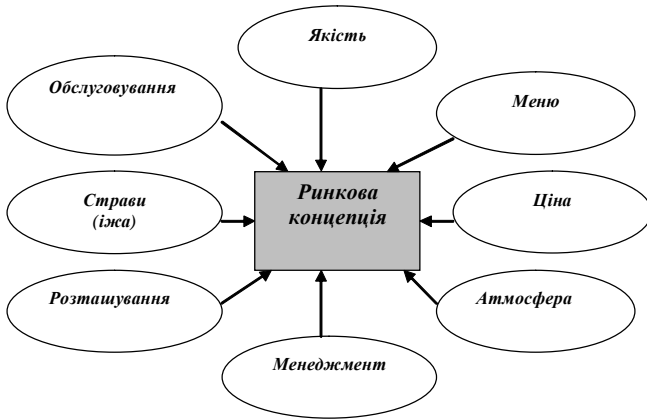 Якість
Обслуговування
Меню
Ринкова
концепція
Страви
(їжа)
Ціна
Розташування
Атмосфера
Менеджмент